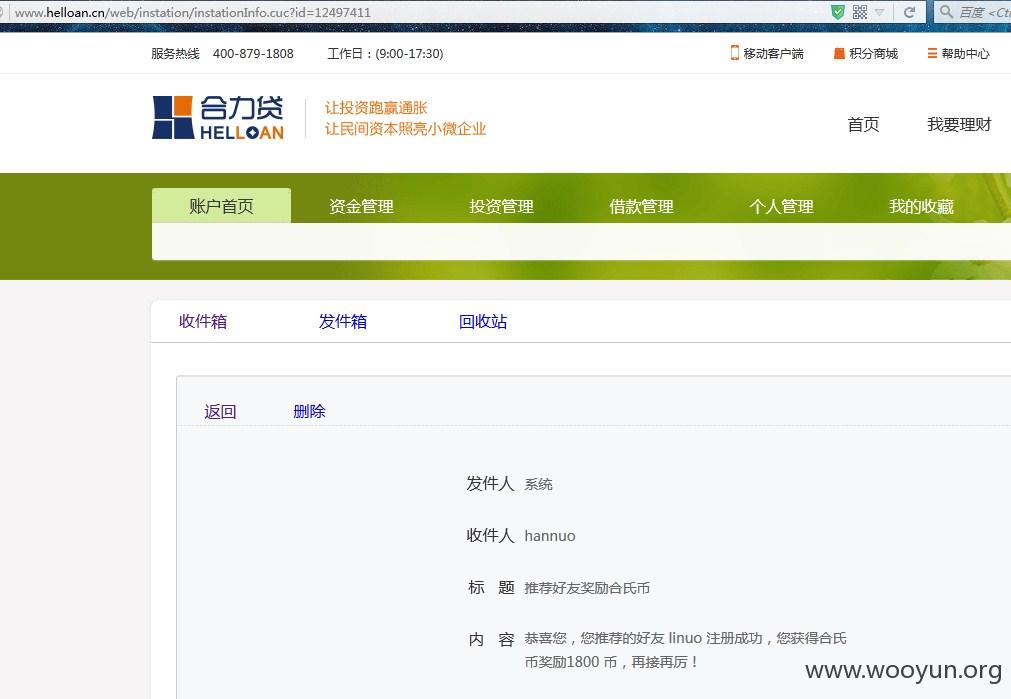 www.helloan.cn/web/instation/instationInfo.cuc?id=12497411
百度 <Ct
服务热线 400-879-1808 工作日：(9:00-17:30)
移动客户端 积分商城 帮助中心
合力贷
HELLOAN
让投资跑赢通胀
让民间资本照亮小微企业
首页 我要理财
账户首页 资金管理 投资管理 借款管理 个人管理 我的收藏
收件箱 发件箱 回收站
返回 删除
发件人 系统
收件人 hannuo
标 题 推荐好友奖励合氏币
内 容 恭喜您，您推荐的好友 linuo 注册成功，您获得合氏
币奖励1800 币，再接再厉！
www.wooyun.org